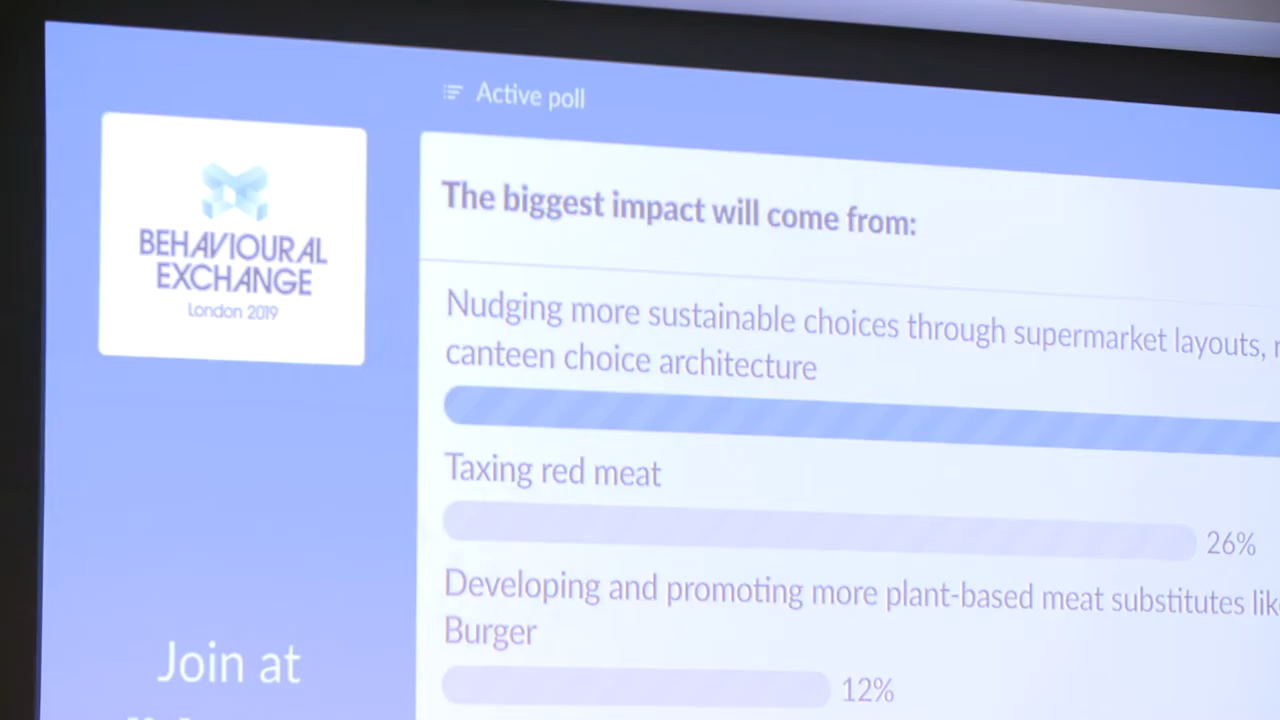 Active poll
BEHAVIOURAL
EXCHANGE
London 2019
The biggest impact will come from:
Nudging more sustainable choices through supermarket layouts,
canteen choice architecture
Taxing red meat
26%
Developing and promoting more plant-based meat substitutes
Burger
12%
Join at